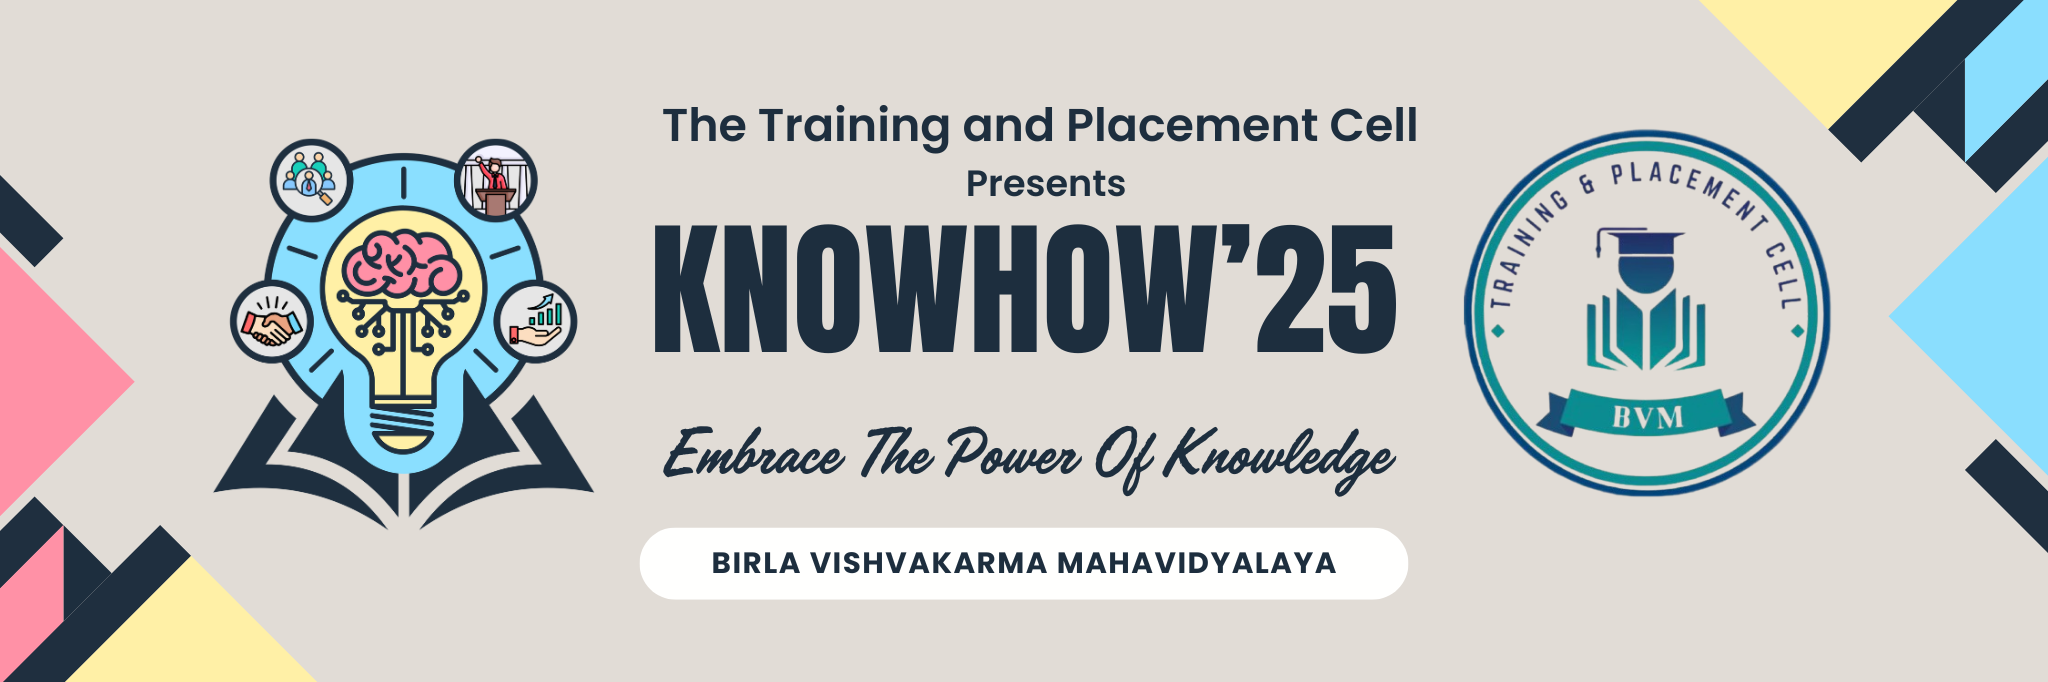 The Training and Placement Cell
Presents
KNOWHOW’25
Embrace The Power Of Knowledge
BIRLA VISHVAKARMA MAHAVIDYALAYA
TRAINING & PLACEMENT CELL
BVM